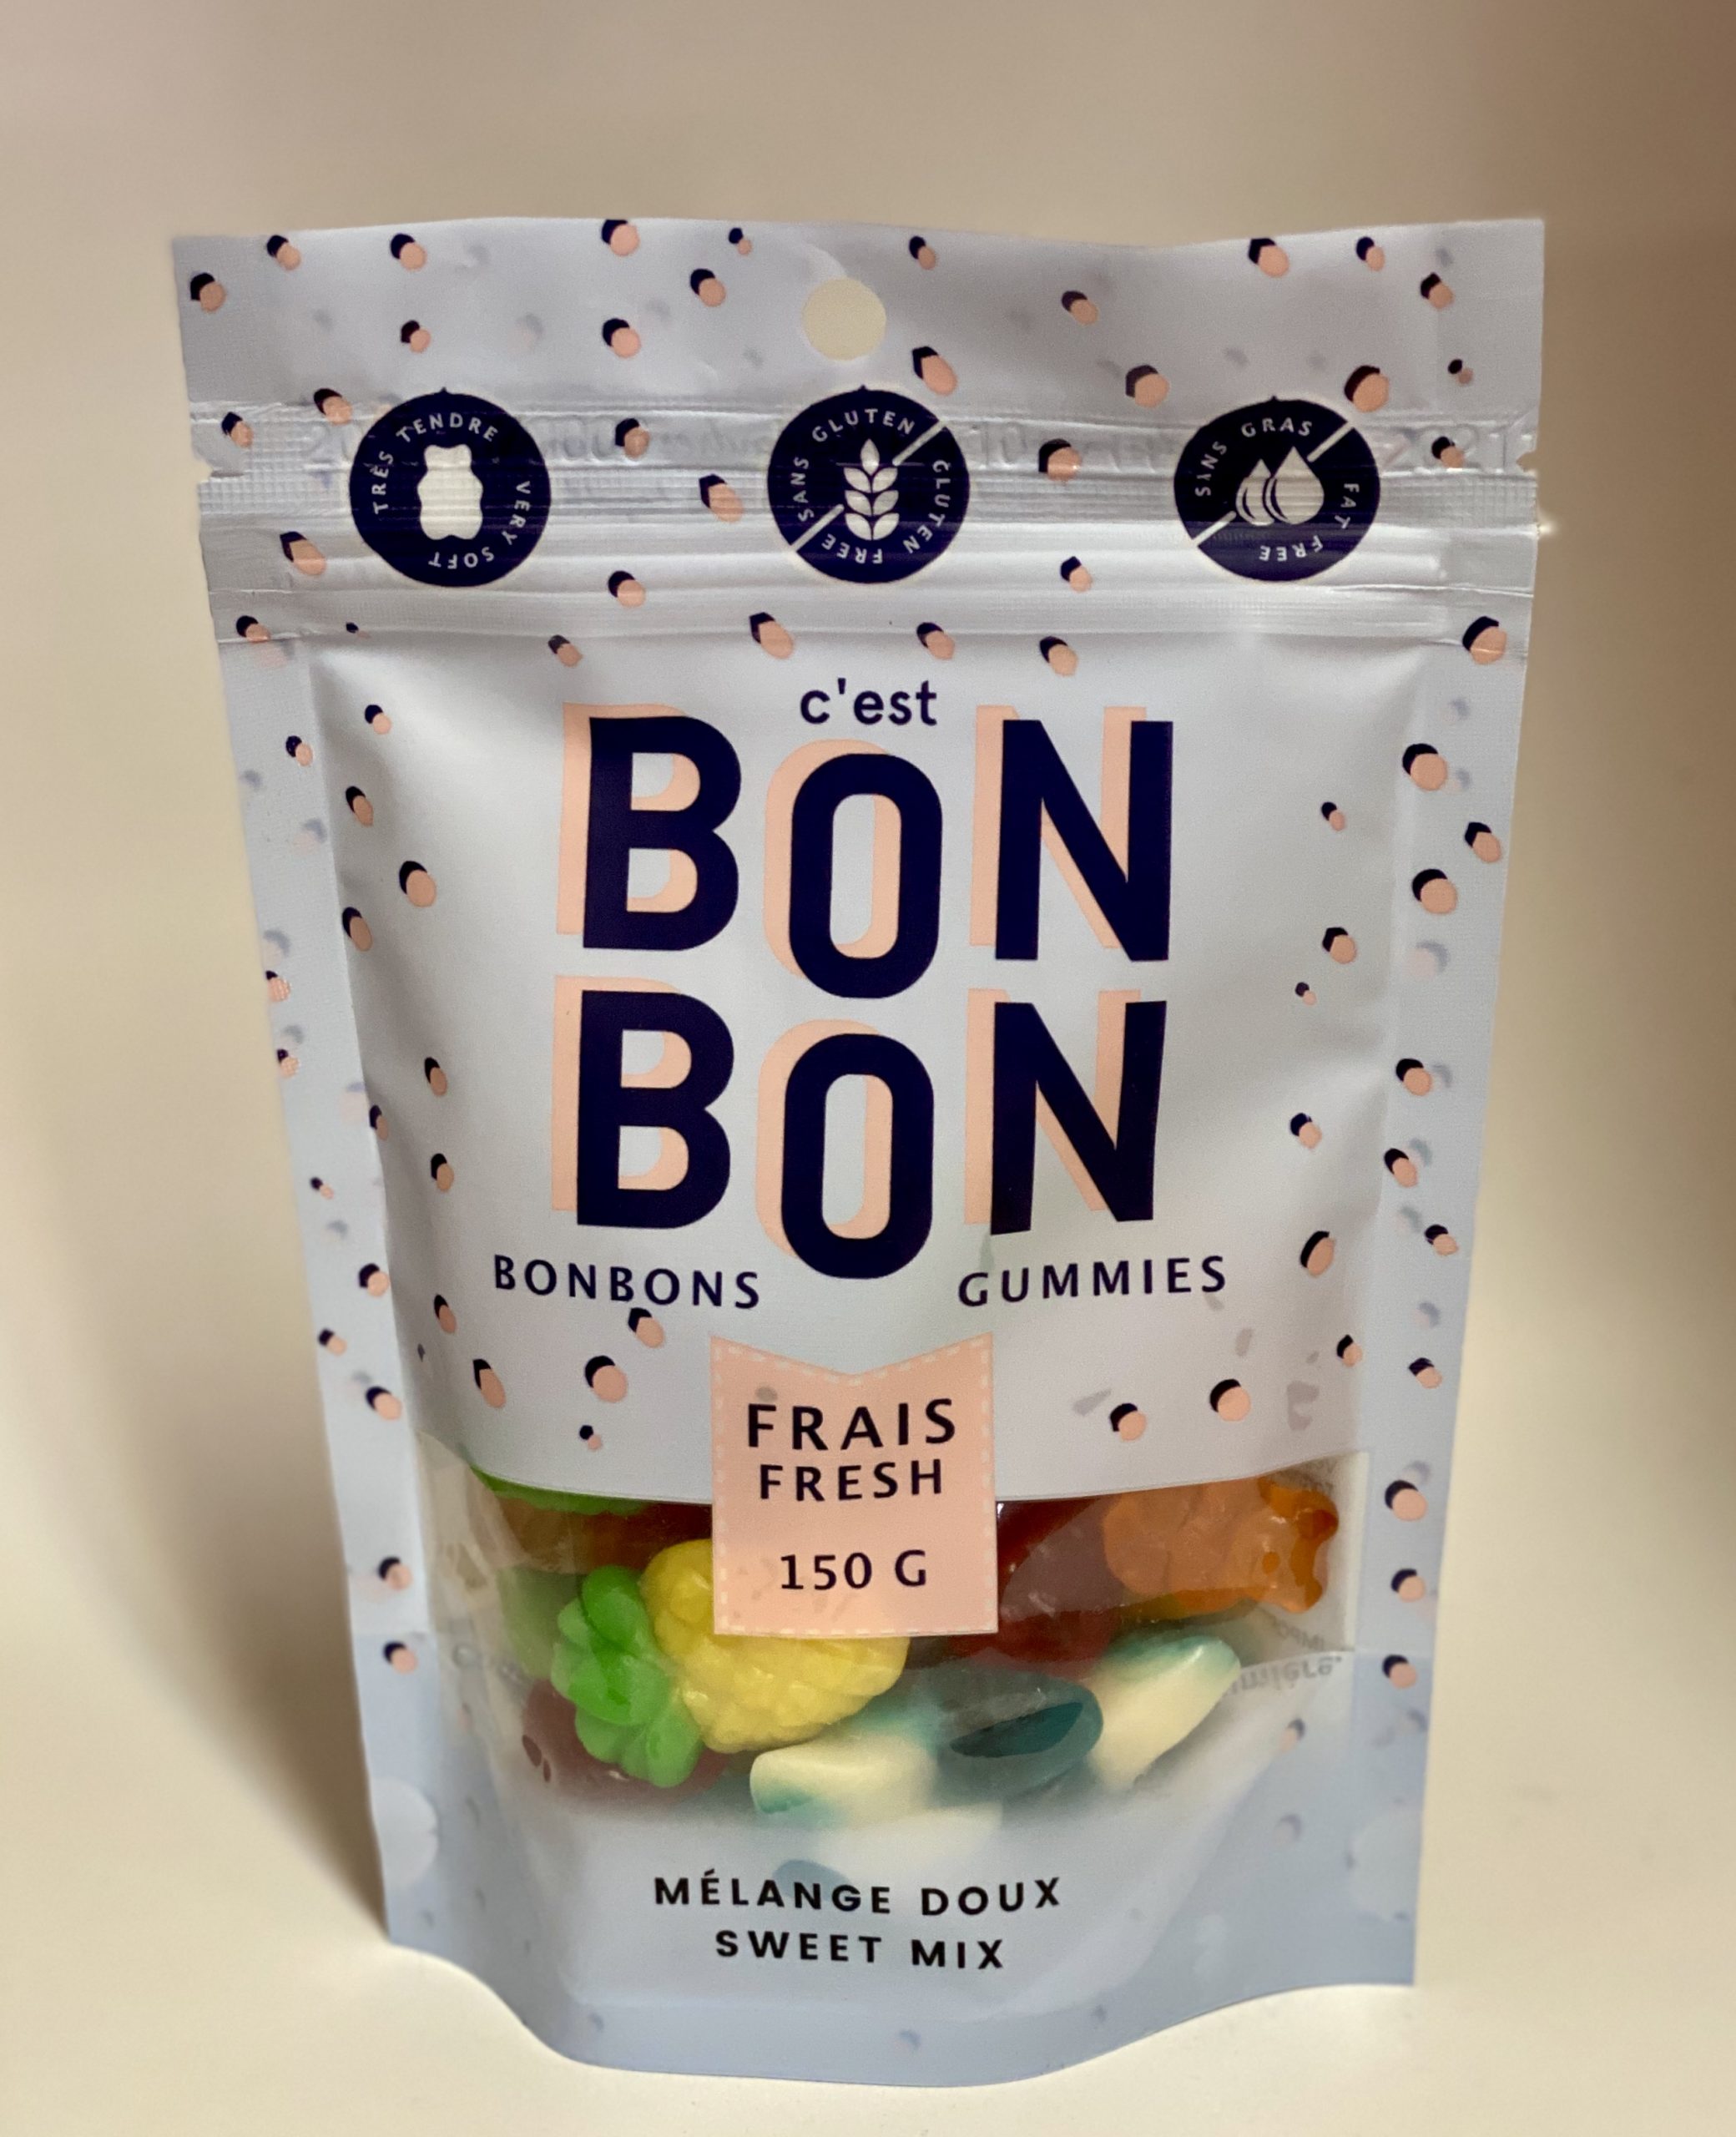 TRÈS TENDRE VERY SOFT
SANS GLUTEN GLUTEN FREE
SANS GRAS FAT FREE
c'est
BON
BON
BONBONS GUMMIES
FRAIS
FRESH
150 G
MÉLANGE DOUX
SWEET MIX